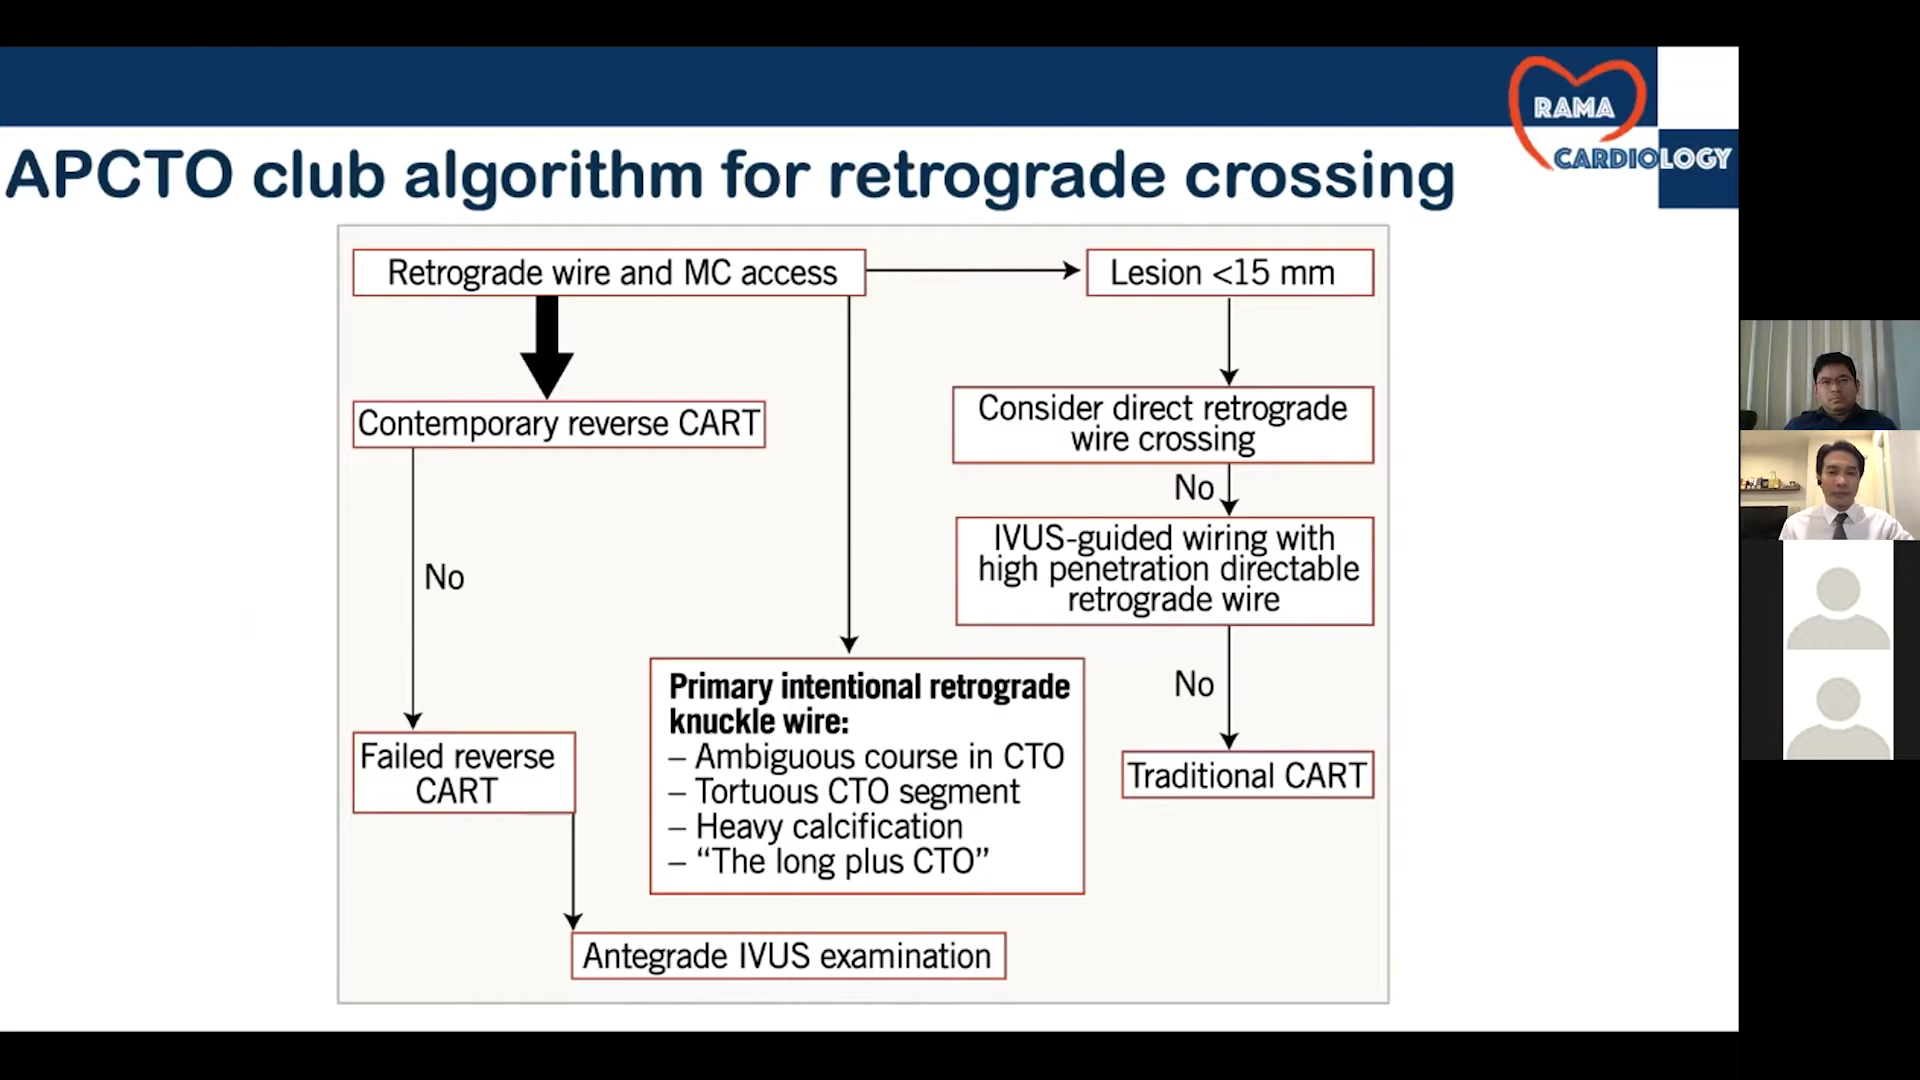 RAMA
CARDIOLOGY
APCTO club algorithm for retrograde crossing
Retrograde wire and MC access
Lesion <15 mm
Contemporary reverse CART
Consider direct retrograde
wire crossing
No
IVUS-guided wiring with
high penetration directable
retrograde wire
No
No
Primary intentional retrograde
knuckle wire:
– Ambiguous course in CTO
– Tortuous CTO segment
– Heavy calcification
– “The long plus CTO”
Failed reverse
CART
Traditional CART
Antegrade IVUS examination